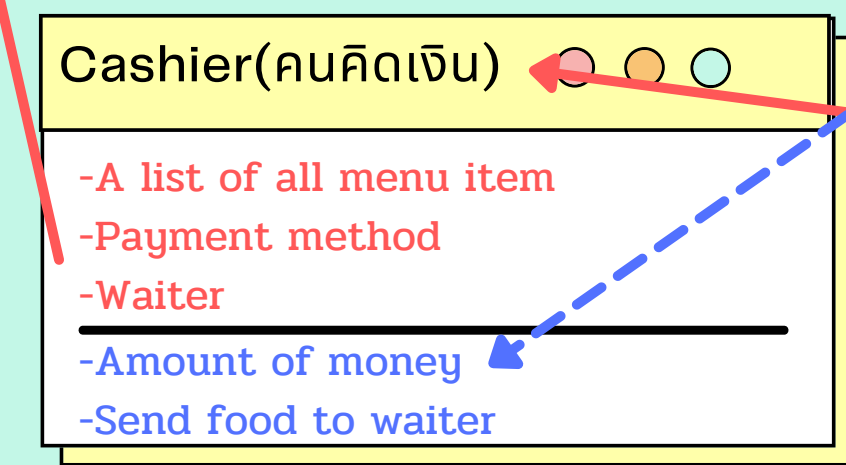 Cashier(คนคิดเงิน)
-A list of all menu item
-Payment method
-Waiter
-Amount of money
-Send food to waiter